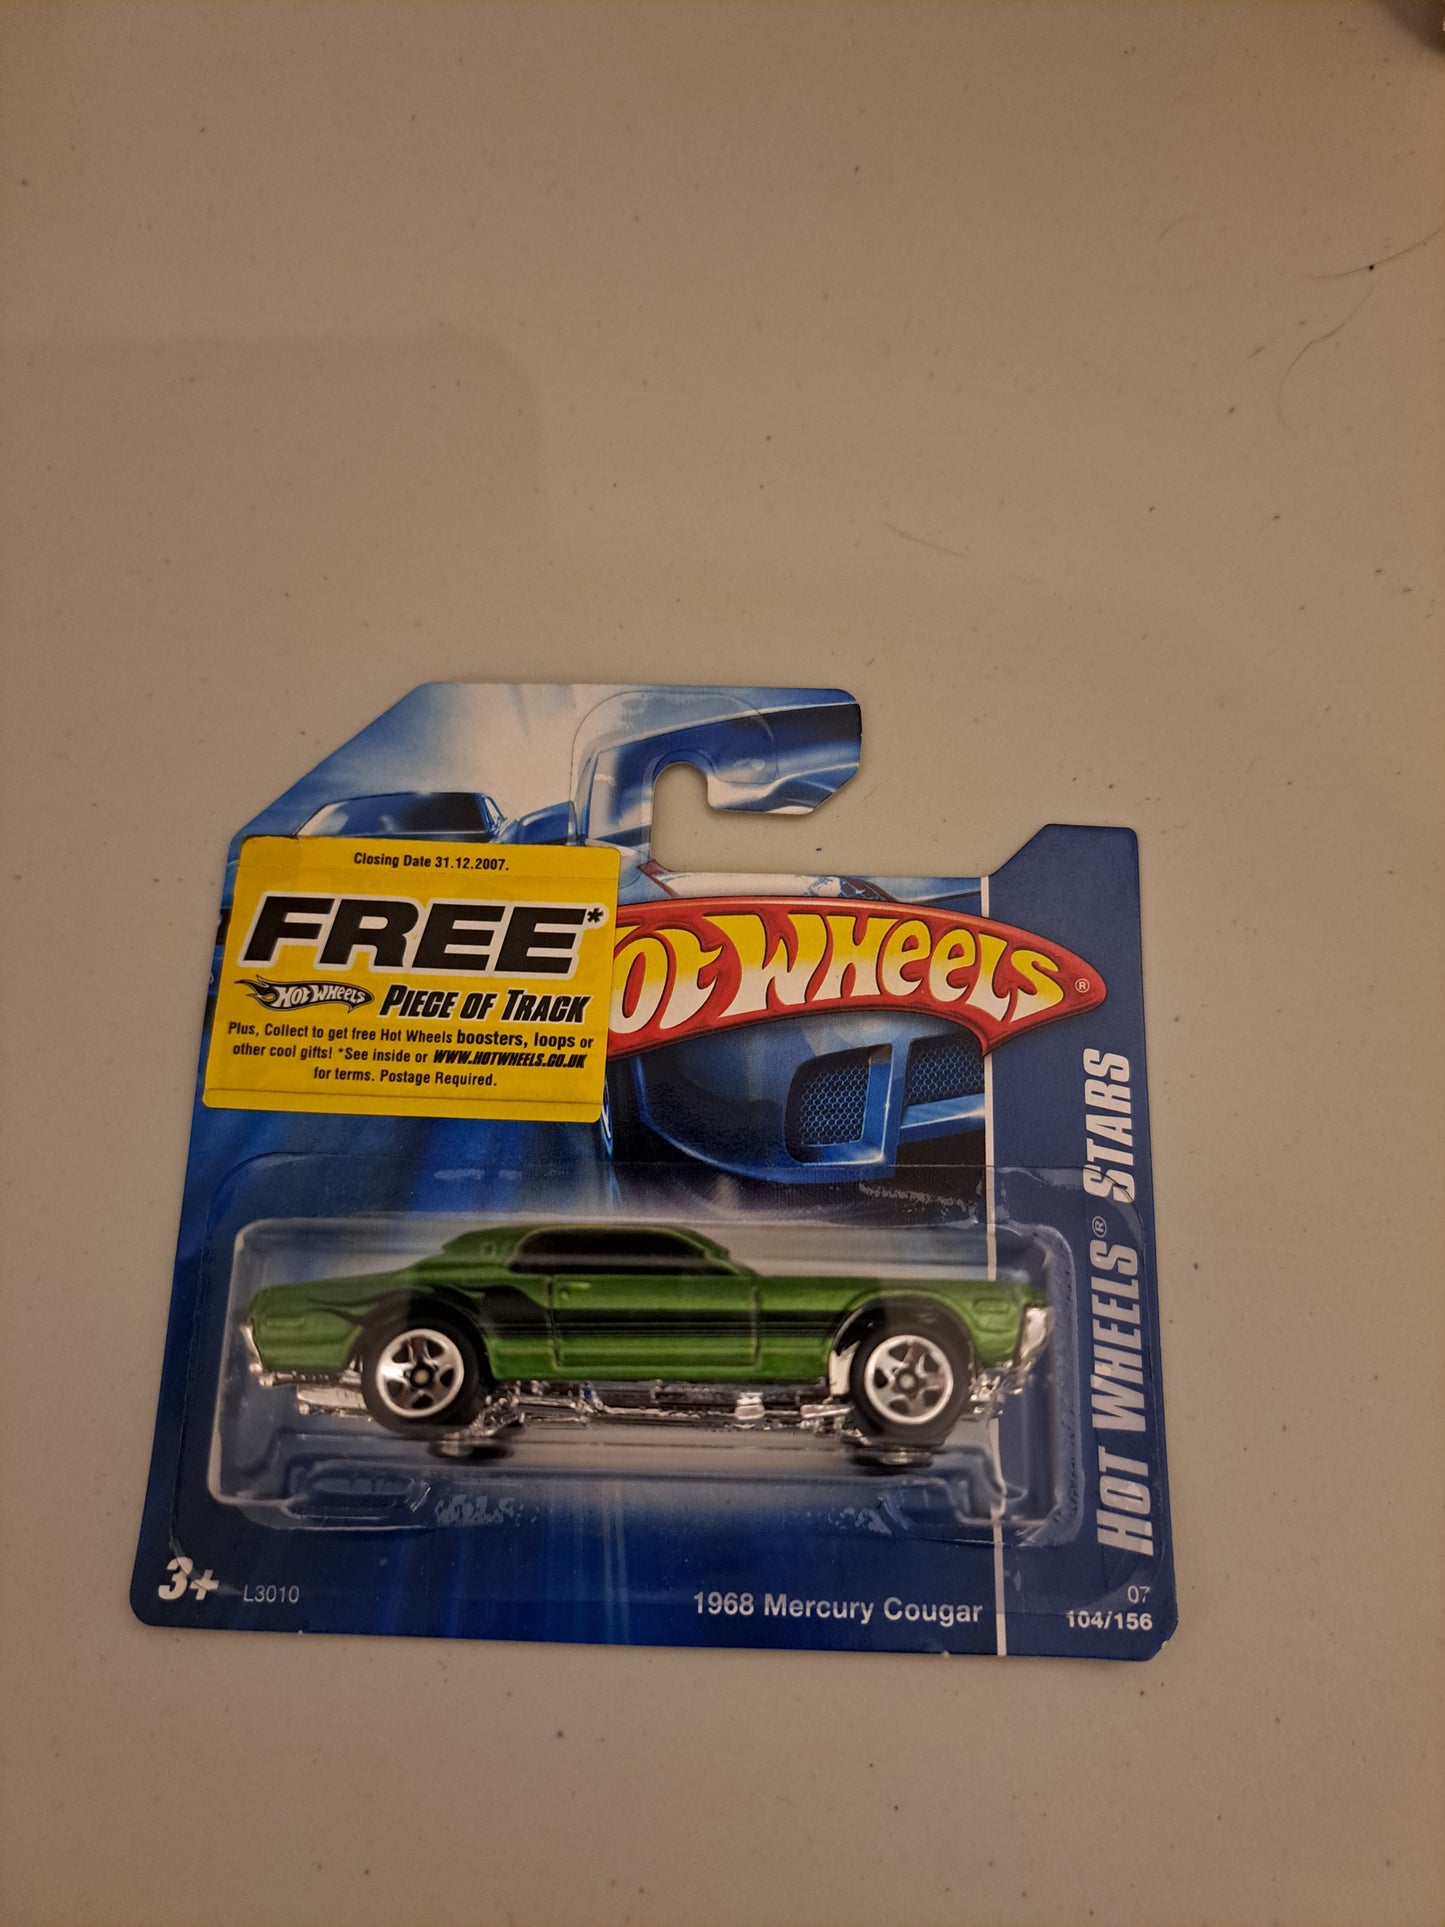 Closing Date 31.12.2007.
FREE*
HOT WHEELS PIECE OF TRACK
Plus, Collect to get free Hot Wheels boosters, loops or
other cool gifts! *See inside or WWW.HOTWHEELS.CO.UK
for terms. Postage Required.
HOT WHEELS®
HOT WHEELS® STARS
3+ L3010
1968 Mercury Cougar
07
104/156